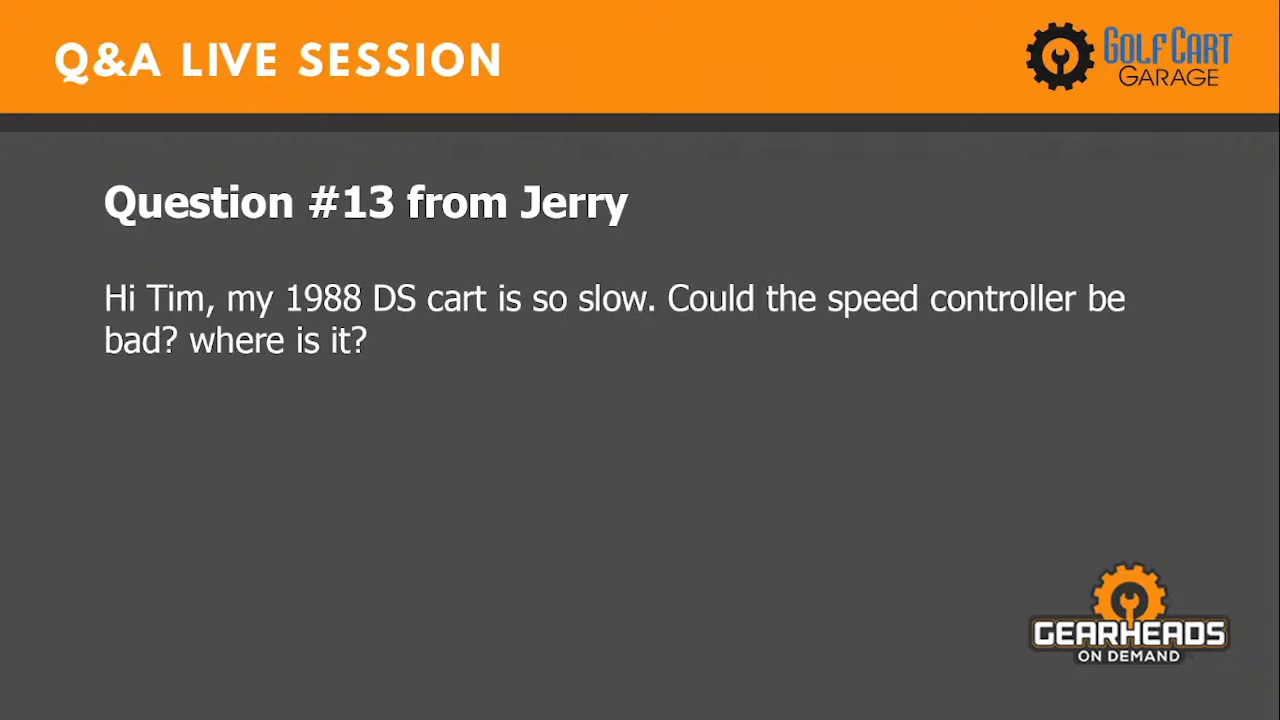 Q&A LIVE SESSION
GOLF CART
GARAGE
Question #13 from Jerry
Hi Tim, my 1988 DS cart is so slow. Could the speed controller be
bad? where is it?
GEARHEADS
ON DEMAND